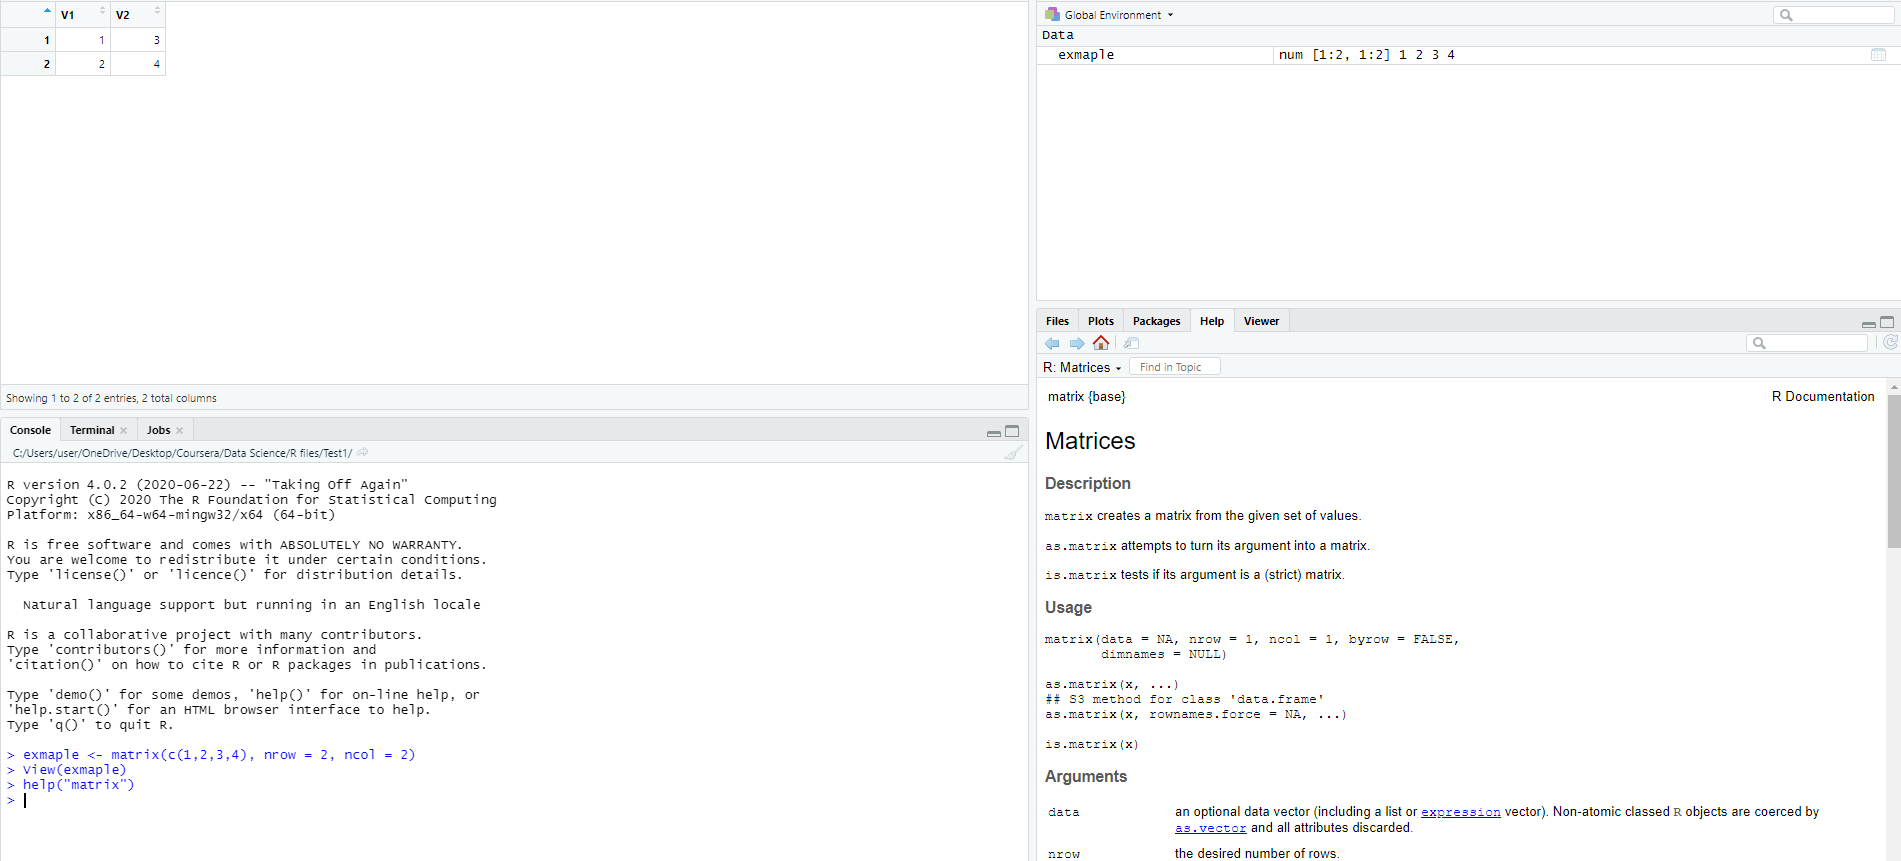 V1 V2
1 1 3
2 2 4
Showing 1 to 2 of 2 entries, 2 total columns
Console Terminal Jobs
C:/Users/user/OneDrive/Desktop/Coursera/Data Science/R files/Test1/
R version 4.0.2 (2020-06-22) -- "Taking Off Again"
Copyright (C) 2020 The R Foundation for Statistical Computing
Platform: x86_64-w64-mingw32/x64 (64-bit)
R is free software and comes with ABSOLUTELY NO WARRANTY.
You are welcome to redistribute it under certain conditions.
Type 'license()' or 'licence()' for distribution details.
Natural language support but running in an English locale
R is a collaborative project with many contributors.
Type 'contributors()' for more information and
'citation()' on how to cite R or R packages in publications.
Type 'demo()' for some demos, 'help()' for on-line help, or
'help.start()' for an HTML browser interface to help.
Type 'q()' to quit R.
> exmaple <- matrix(c(1,2,3,4), nrow = 2, ncol = 2)
> View(exmaple)
> help("matrix")
>
Global Environment
Data
exmaple num [1:2, 1:2] 1 2 3 4
Files Plots Packages Help Viewer
R: Matrices Find in Topic
matrix {base} R Documentation
Matrices
Description
matrix creates a matrix from the given set of values.
as.matrix attempts to turn its argument into a matrix.
is.matrix tests if its argument is a (strict) matrix.
Usage
matrix(data = NA, nrow = 1, ncol = 1, byrow = FALSE,
dimnames = NULL)
as.matrix(x, ...)
## S3 method for class 'data.frame'
as.matrix(x, rownames.force = NA, ...)
is.matrix(x)
Arguments
data an optional data vector (including a list or expression vector). Non-atomic classed R objects are coerced by
as.vector and all attributes discarded.
nrow the desired number of rows.